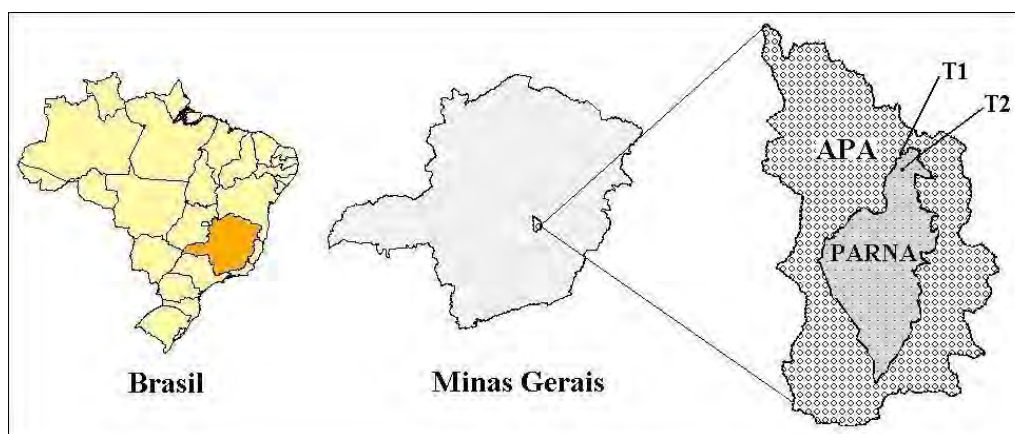 T1
T2
APA
PARNA
Brasil
Minas Gerais